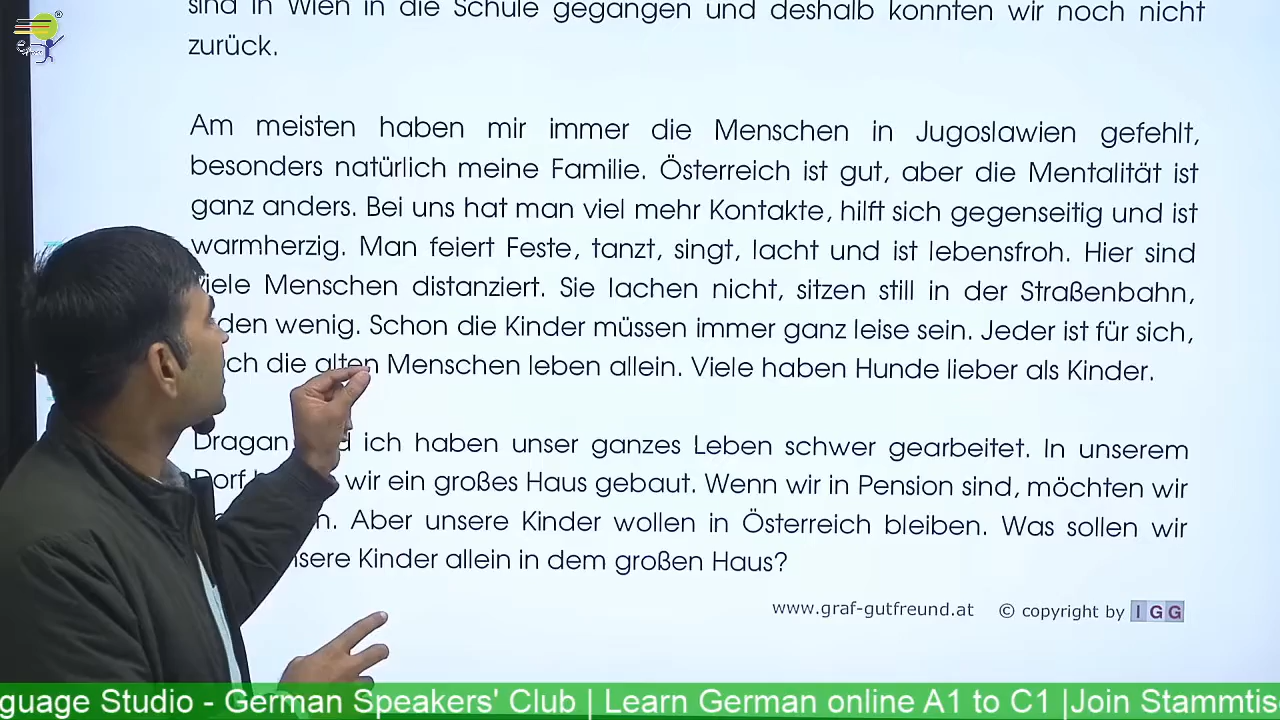 sind in Wien in die Schule gegangen und deshalb konnten wir noch nicht
zurück.
Am meisten haben mir immer die Menschen in Jugoslawien gefehlt,
besonders natürlich meine Familie. Österreich ist gut, aber die Mentalität ist
ganz anders. Bei uns hat man viel mehr Kontakte, hilft sich gegenseitig und ist
warmherzig. Man feiert Feste, tanzt, singt, lacht und ist lebensfroh. Hier sind
Menschen distanziert. Sie lachen nicht, sitzen still in der Straßenbahn,
wenig. Schon die Kinder müssen immer ganz leise sein. Jeder ist für sich,
die alten Menschen leben allein. Viele haben Hunde lieber als Kinder.
Dragan ich haben unser ganzes Leben schwer gearbeitet. In unserem
Dorf wir ein großes Haus gebaut. Wenn wir in Pension sind, möchten wir
Aber unsere Kinder wollen in Österreich bleiben. Was sollen wir
Kinder allein in dem großen Haus?
www.graf-gutfreund.at © copyright by IGG
guage Studio - German Speakers' Club | Learn German online A1 to C1 |Join Stammtis